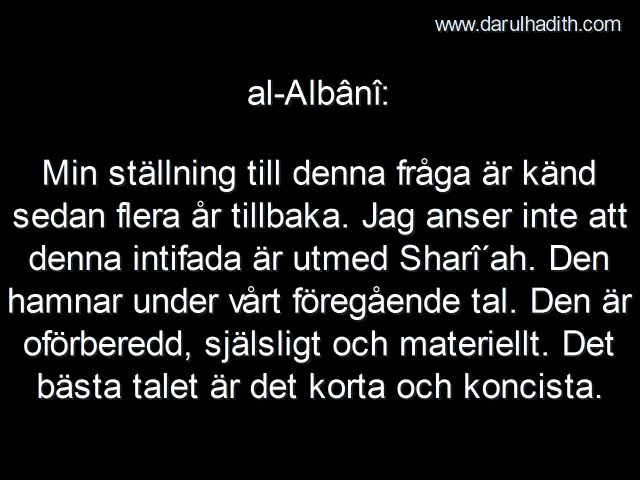 www.darulhadith.com
al-Albânî:
Min ställning till denna fråga är känd
sedan flera år tillbaka. Jag anser inte att
denna intifada är utmed Sharî´ah. Den
hamnar under vårt föregående tal. Den är
oförberedd, själsligt och materiellt. Det
bästa talet är det korta och koncista.